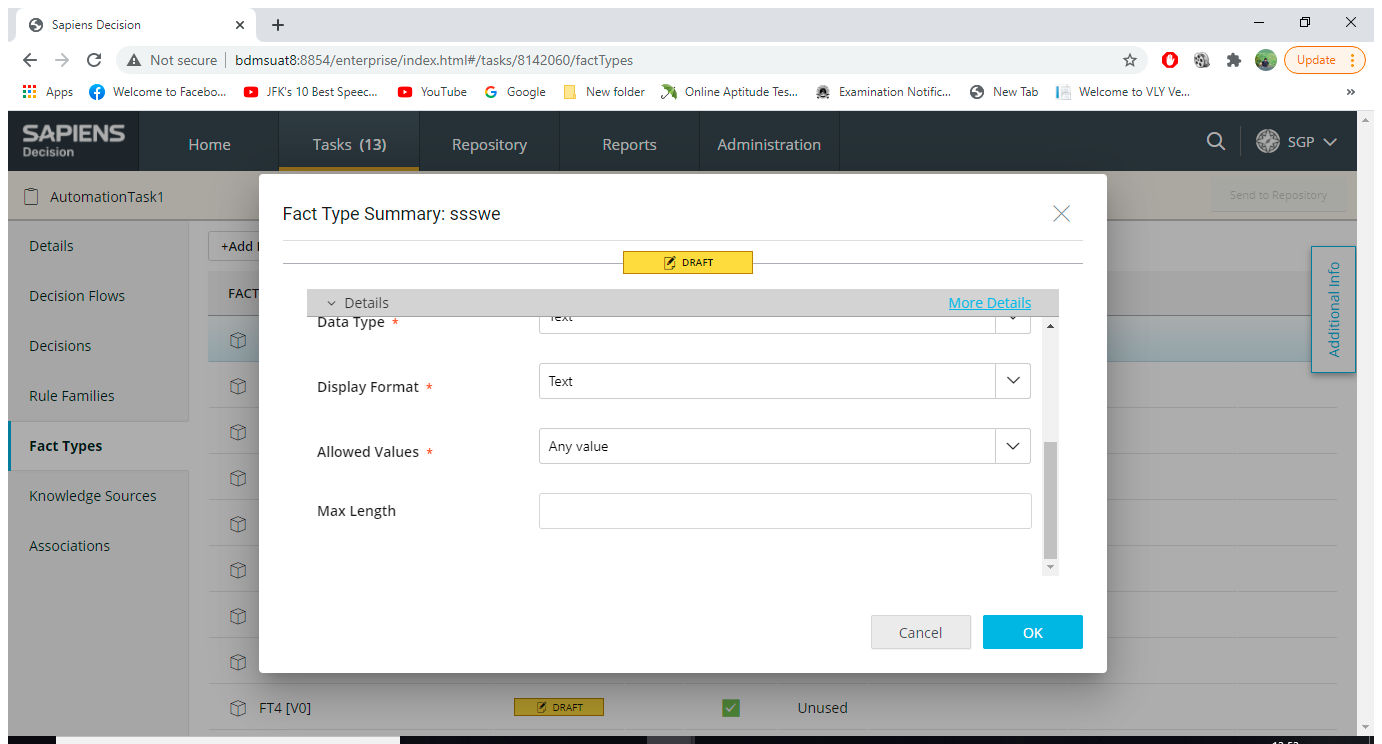 Sapiens Decision
Not secure bdmsuat8:8854/enterprise/index.html#/tasks/8142060/factTypes
Update
Apps Welcome to Facebo... JFK's 10 Best Speec... YouTube Google New folder Online Aptitude Tes... Examination Notific... New Tab Welcome to VLY Ve... »
SAPIENS
Decision
Home Tasks (13) Repository Reports Administration SGP
AutomationTask1
Send to Repository
Details
Decision Flows
Decisions
Rule Families
Fact Types
Knowledge Sources
Associations
+Add
FACT
Additional Info
Fact Type Summary: sssswe
DRAFT
Details More Details
Data Type * Text
Display Format * Text
Allowed Values * Any value
Max Length
Cancel OK
FT4 [V0] DRAFT Unused